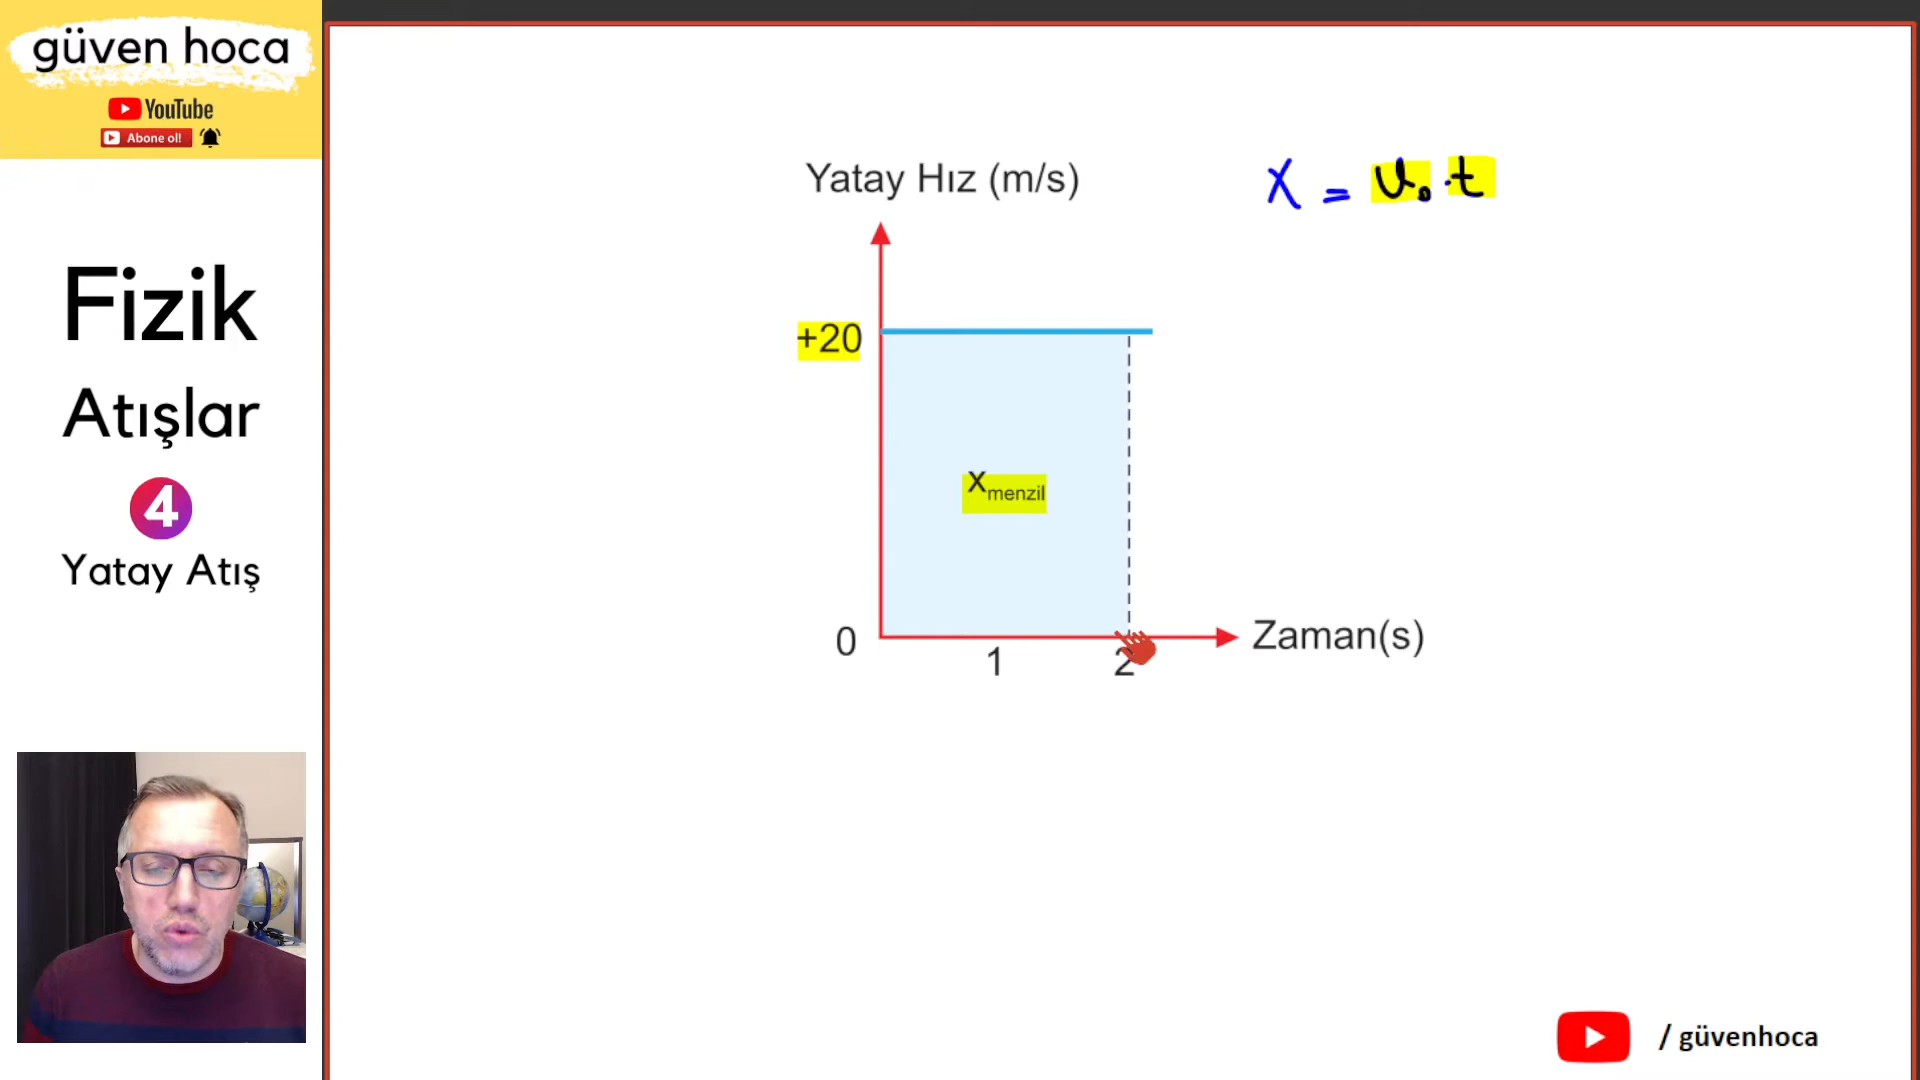 güven hoca
YouTube
Abone ol!
Fizik
Atışlar
4
Yatay Atış
Yatay Hız (m/s)
X = v₀.t
+20
xmenzil
0
1
2
Zaman(s)
/ güvenhoca